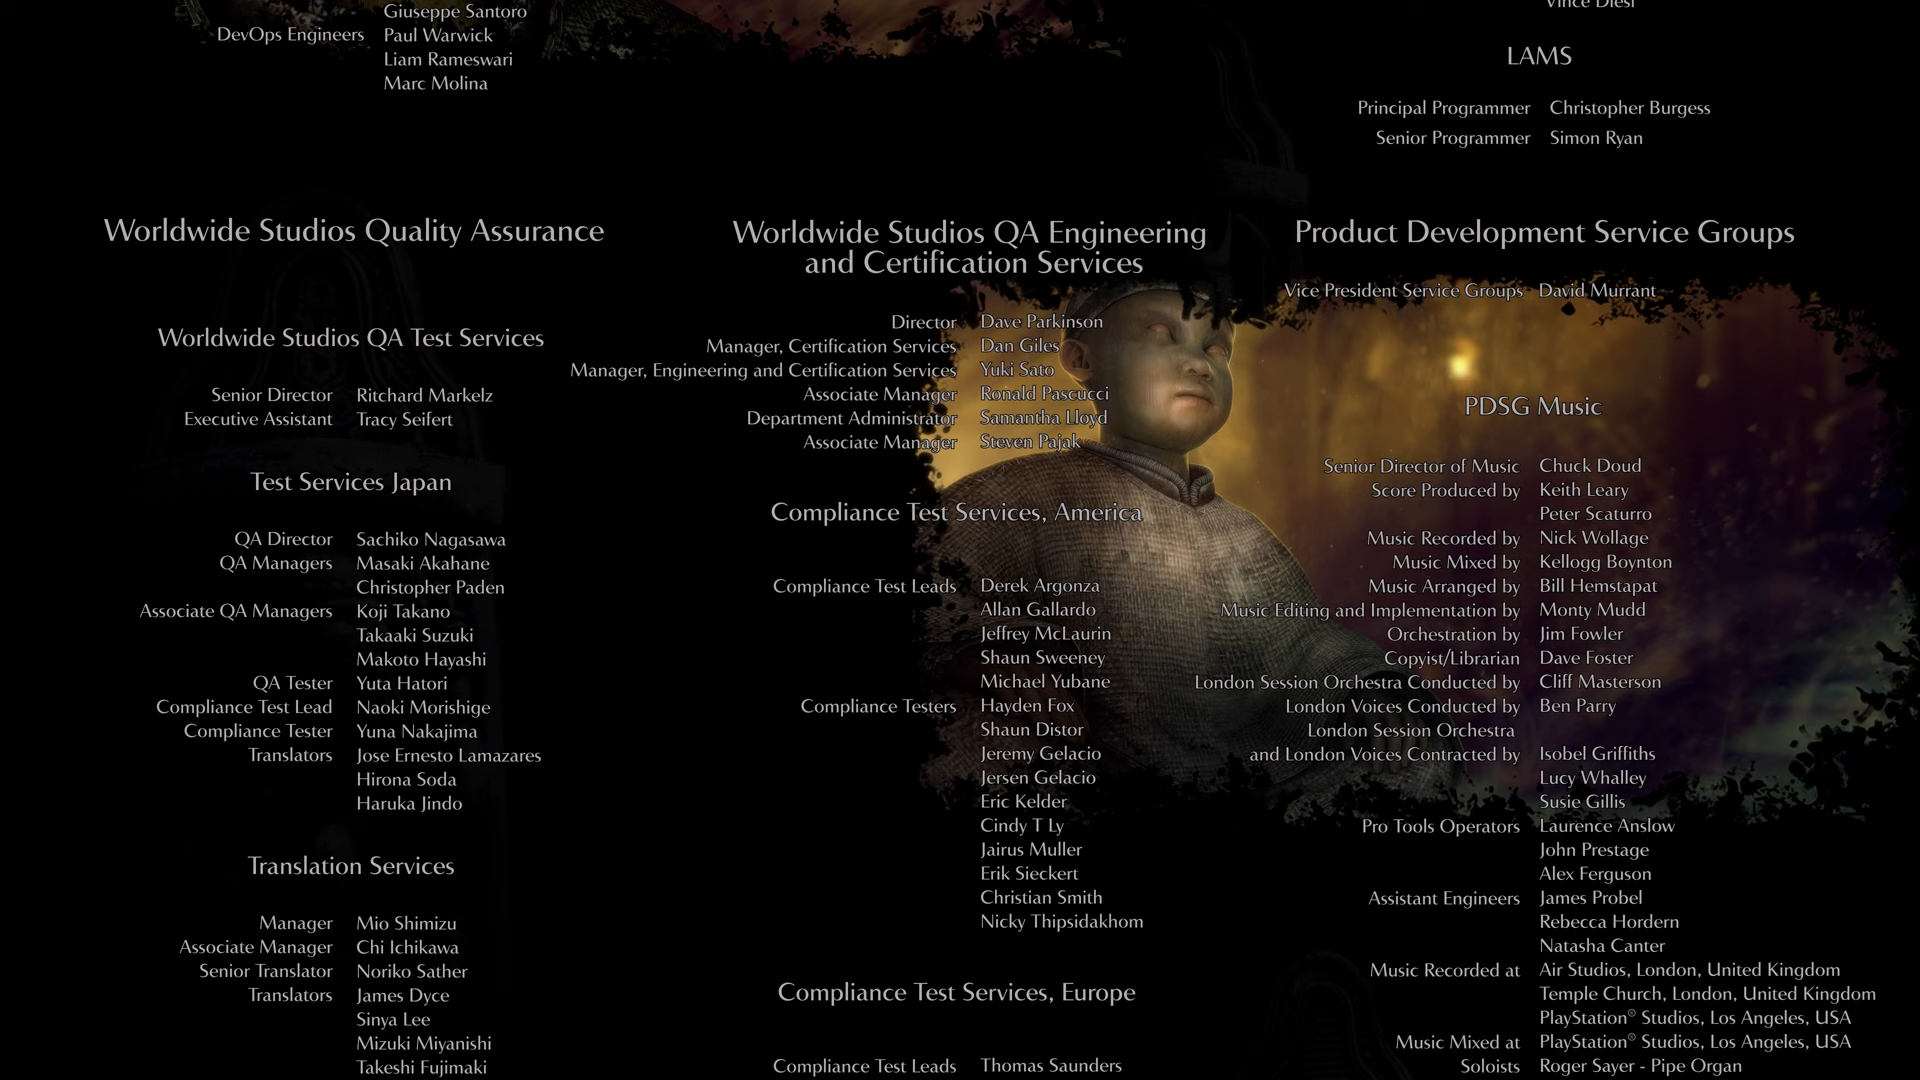 Giuseppe Santoro
DevOps Engineers Paul Warwick
Liam Rameswari
Marc Molina
Worldwide Studios Quality Assurance
Worldwide Studios QA Test Services
Senior Director Ritchard Markelz
Executive Assistant Tracy Seifert
Test Services Japan
QA Director Sachiko Nagasawa
QA Managers Masaki Akahane
Christopher Paden
Associate QA Managers Koji Takano
Takaaki Suzuki
Makoto Hayashi
QA Tester Yuta Hatori
Compliance Test Lead Naoki Morishige
Compliance Tester Yuna Nakajima
Translators Jose Ernesto Lamazares
Hirona Soda
Haruka Jindo
Translation Services
Manager Mio Shimizu
Associate Manager Chi Ichikawa
Senior Translator Noriko Sather
Translators James Dyce
Sinya Lee
Mizuki Miyanishi
Takeshi Fujimaki
Worldwide Studios QA Engineering
and Certification Services
Director Dave Parkinson
Manager, Certification Services Dan Giles
Manager, Engineering and Certification Services Yuki Sato
Associate Manager Ronald Pascucci
Department Administrator Samantha Lloyd
Associate Manager Steven Pajak
Compliance Test Services, America
Compliance Test Leads Derek Argonza
Allan Gallardo
Jeffrey McLaurin
Shaun Sweeney
Michael Yubane
Compliance Testers Hayden Fox
Shaun Distor
Jeremy Gelacio
Jersen Gelacio
Eric Kelder
Cindy T Ly
Jairus Muller
Erik Sieckert
Christian Smith
Nicky Thipsidakhom
Compliance Test Services, Europe
Compliance Test Leads Thomas Saunders
Vince Diesi
LAMS
Principal Programmer Christopher Burgess
Senior Programmer Simon Ryan
Product Development Service Groups
Vice President Service Groups David Murrant
PDSG Music
Senior Director of Music Chuck Doud
Score Produced by Keith Leary
Peter Scaturro
Music Recorded by Nick Wollage
Music Mixed by Kellogg Boynton
Music Arranged by Bill Hemstapat
Music Editing and Implementation by Monty Mudd
Orchestration by Jim Fowler
Copyist/Librarian Dave Foster
London Session Orchestra Conducted by Cliff Masterson
London Voices Conducted by Ben Parry
London Session Orchestra
and London Voices Contracted by Isobel Griffiths
Lucy Whalley
Susie Gillis
Pro Tools Operators Laurence Anslow
John Prestage
Alex Ferguson
Assistant Engineers James Probel
Rebecca Hordern
Natasha Canter
Music Recorded at Air Studios, London, United Kingdom
Temple Church, London, United Kingdom
PlayStation® Studios, Los Angeles, USA
Music Mixed at PlayStation® Studios, Los Angeles, USA
Soloists Roger Sayer - Pipe Organ